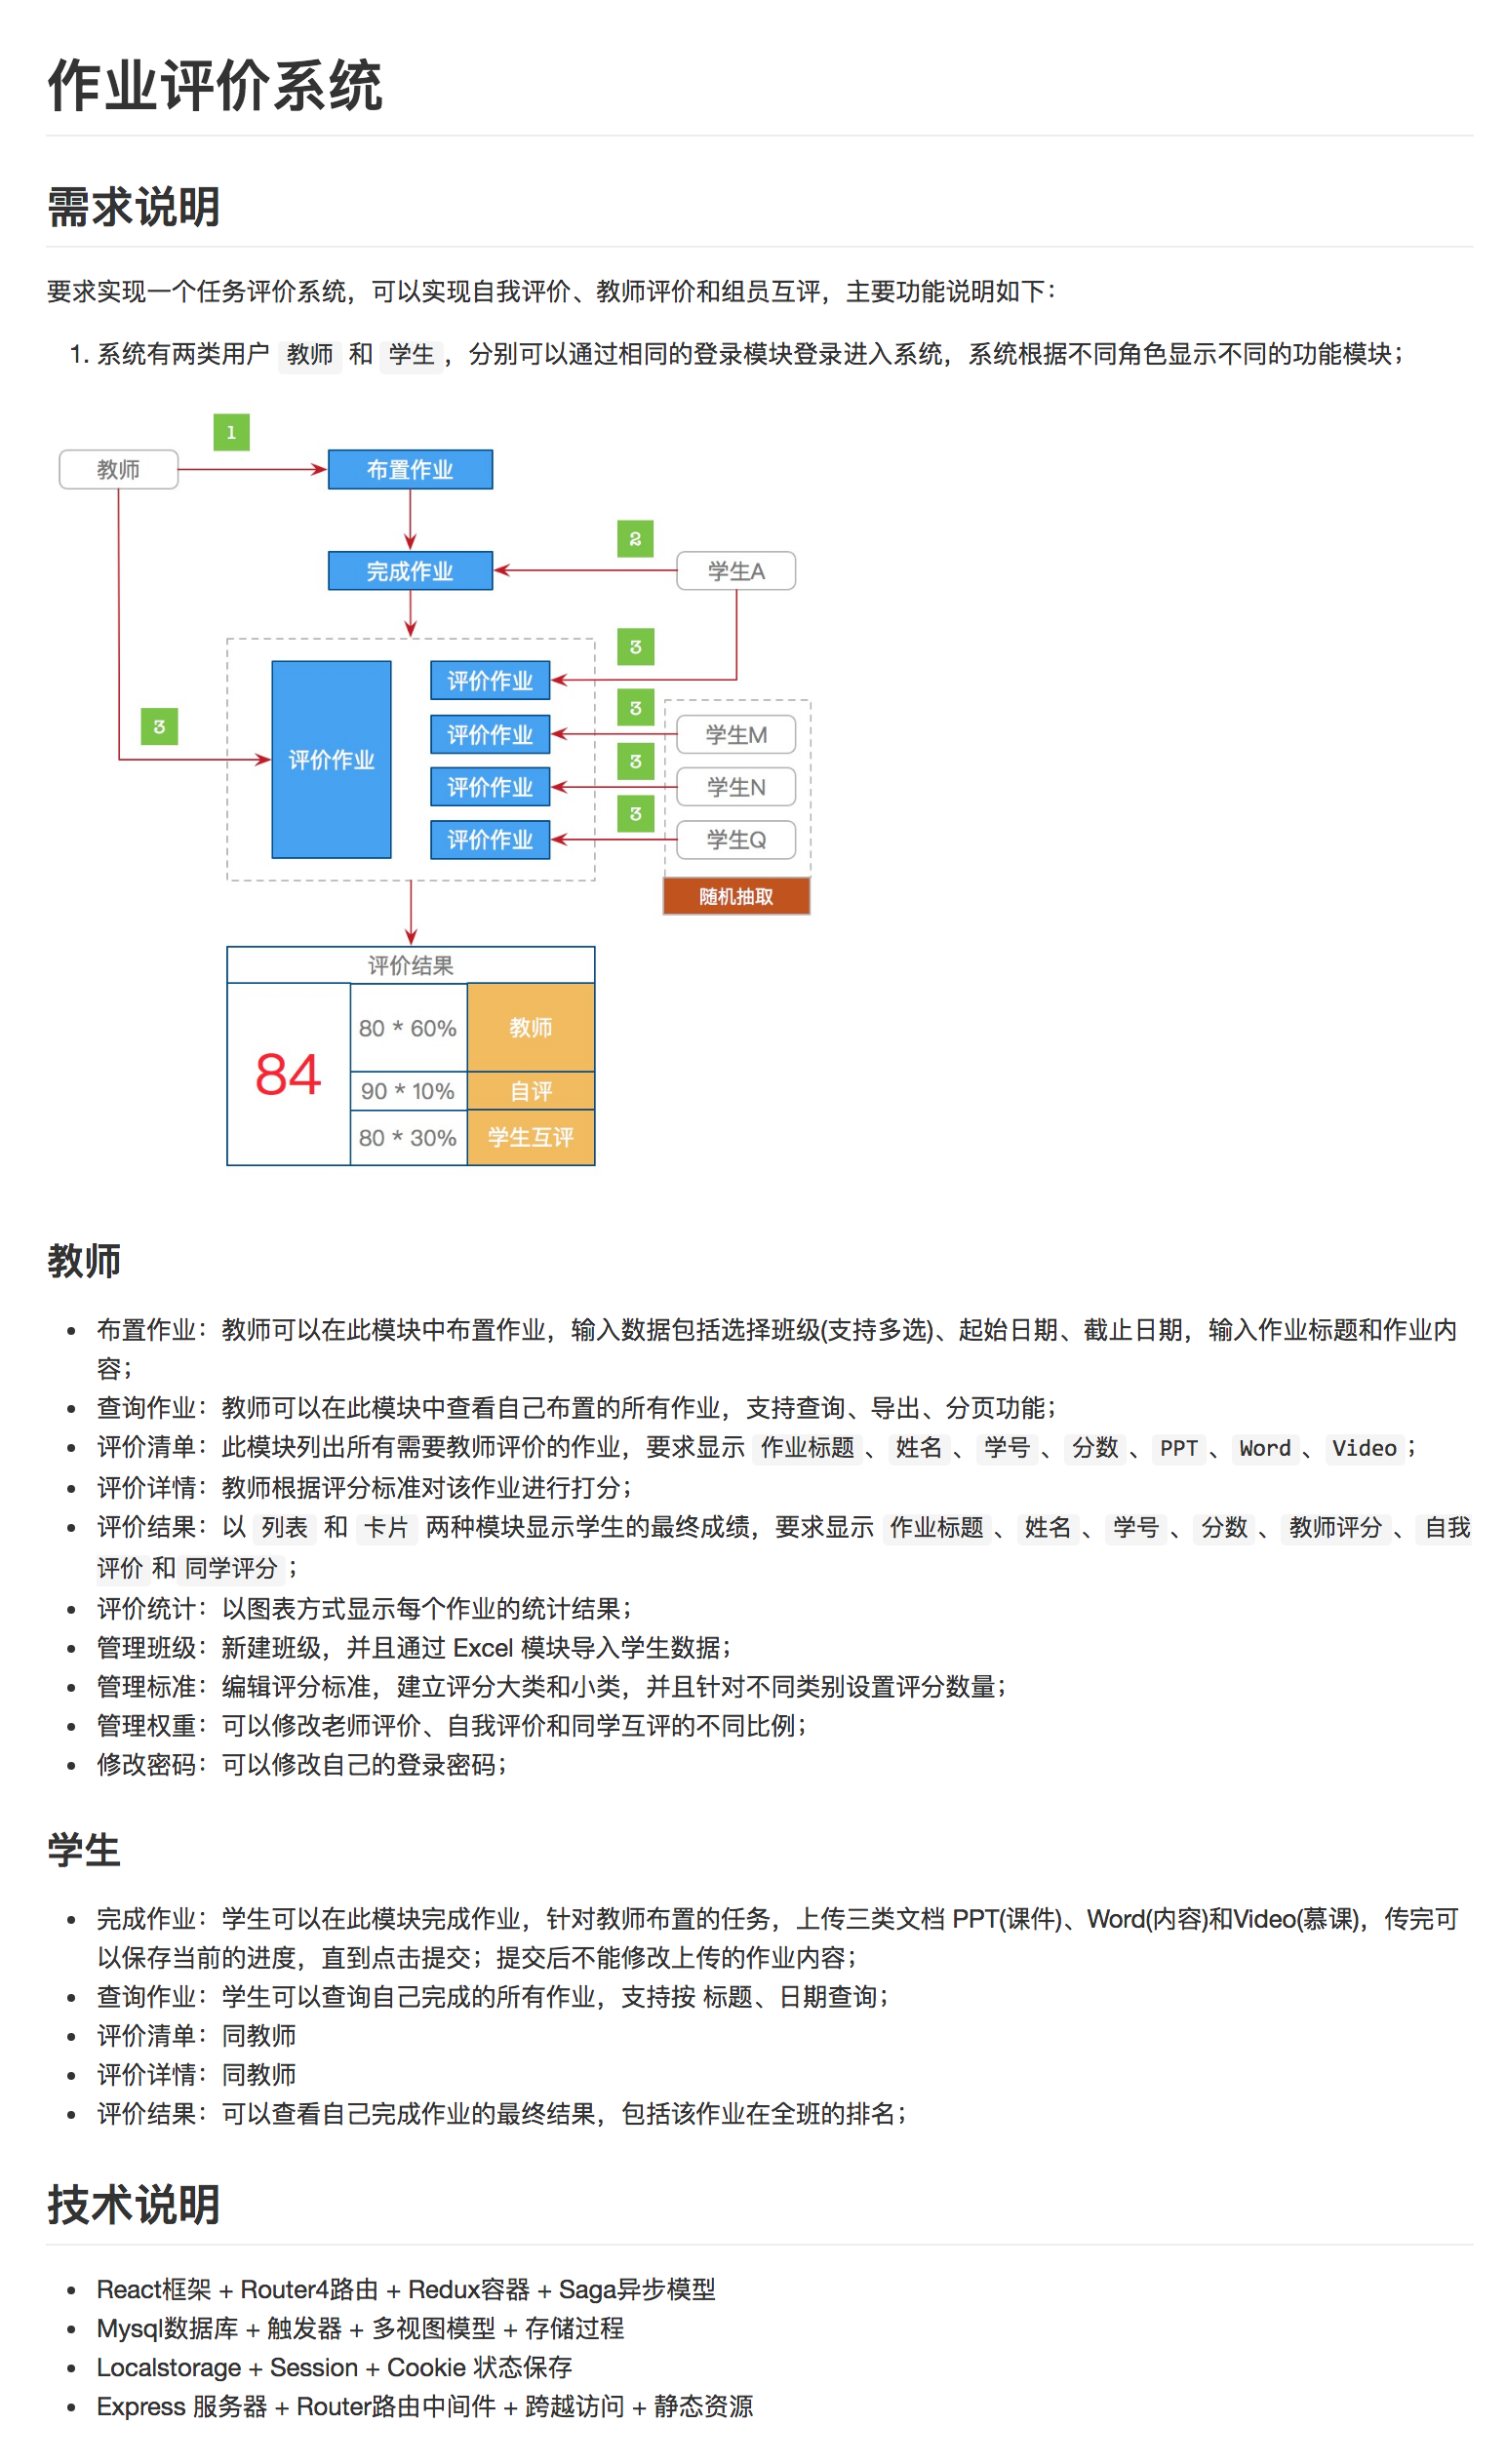 作业评价系统
需求说明
要求实现一个任务评价系统，可以实现自我评价、教师评价和组员互评，主要功能说明如下：
1. 系统有两类用户 教师 和 学生 ，分别可以通过相同的登录模块登录进入系统，系统根据不同角色显示不同的功能模块；
1
教师
布置作业
2
完成作业
学生A
3
评价作业
3
学生M
评价作业
3
评价作业
3
评价作业
学生N
3
评价作业
学生Q
随机抽取
评价结果
84
80 * 60%
教师
90 * 10%
自评
80 * 30%
学生互评
教师
• 布置作业：教师可以在此模块中布置作业，输入数据包括选择班级(支持多选)、起始日期、截止日期，输入作业标题和作业内
容；
• 查询作业：教师可以在此模块中查看自己布置的所有作业，支持查询、导出、分页功能；
• 评价清单：此模块列出所有需要教师评价的作业，要求显示 作业标题 、 姓名 、 学号 、 分数 、 PPT 、 Word 、 Video ；
• 评价详情：教师根据评分标准对该作业进行打分；
• 评价结果：以 列表 和 卡片 两种模块显示学生的最终成绩，要求显示 作业标题 、 姓名 、 学号 、 分数 、 教师评分 、 自我
评价 和 同学评分 ；
• 评价统计：以图表方式显示每个作业的统计结果；
• 管理班级：新建班级，并且通过 Excel 模块导入学生数据；
• 管理标准：编辑评分标准，建立评分大类和小类，并且针对不同类别设置评分数量；
• 管理权重：可以修改老师评价、自我评价和同学互评的不同比例；
• 修改密码：可以修改自己的登录密码；
学生
• 完成作业：学生可以在此模块完成作业，针对教师布置的任务，上传三类文档 PPT(课件)、Word(内容)和Video(慕课)，传完可
以保存当前的进度，直到点击提交；提交后不能修改上传的作业内容；
• 查询作业：学生可以查询自己完成的所有作业，支持按 标题、日期查询；
• 评价清单：同教师
• 评价详情：同教师
• 评价结果：可以查看自己完成作业的最终结果，包括该作业在全班的排名；
技术说明
• React框架 + Router4路由 + Redux容器 + Saga异步模型
• Mysql数据库 + 触发器 + 多视图模型 + 存储过程
• Localstorage + Session + Cookie 状态保存
• Express 服务器 + Router路由中间件 + 跨越访问 + 静态资源